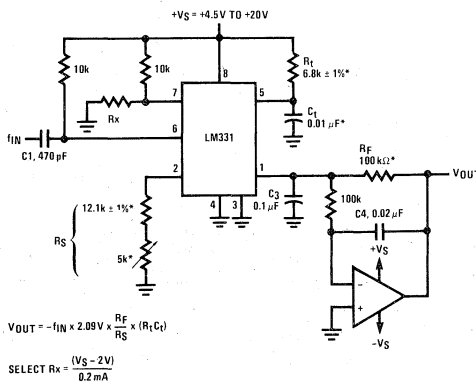 +VS = +4.5V TO +20V
10k
10k
Rt
6.8k ± 1%*
8
7
5
Rx
Ct
0.01 µF*
LM331
fIN
6
C1, 470 pF
RF
100 kΩ*
2
1
VOUT
12.1k ± 1%*
C3
0.1 µF
100k
C4, 0.02 µF
4
3
RS
5k*
+VS
−
+
−VS
VOUT = −fIN x 2.09V x RF/RS x (RtCt)
SELECT Rx = (VS − 2V)/0.2 mA